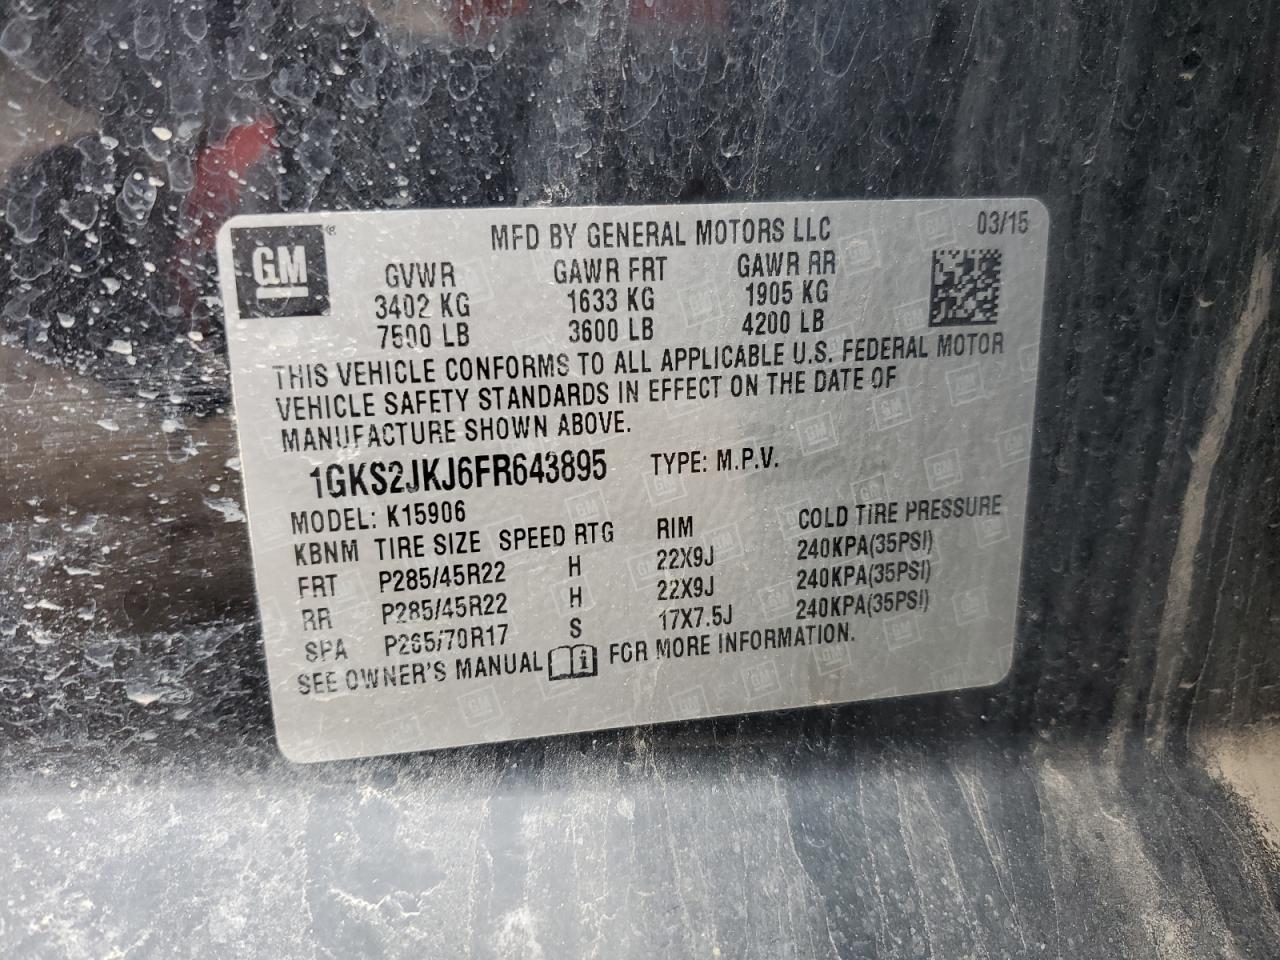 GM ®
MFD BY GENERAL MOTORS LLC 03/15
GVWR GAWR FRT GAWR RR
3402 KG 1633 KG 1905 KG
7500 LB 3600 LB 4200 LB
THIS VEHICLE CONFORMS TO ALL APPLICABLE U.S. FEDERAL MOTOR
VEHICLE SAFETY STANDARDS IN EFFECT ON THE DATE OF
MANUFACTURE SHOWN ABOVE.
1GKS2JKJ6FR643895 TYPE: M.P.V.
MODEL: K15906
KBNM TIRE SIZE SPEED RTG RIM COLD TIRE PRESSURE
FRT P285/45R22 H 22X9J 240KPA(35PSI)
RR P285/45R22 H 22X9J 240KPA(35PSI)
SPA P265/70R17 S 17X7.5J 240KPA(35PSI)
SEE OWNER'S MANUAL i FOR MORE INFORMATION.